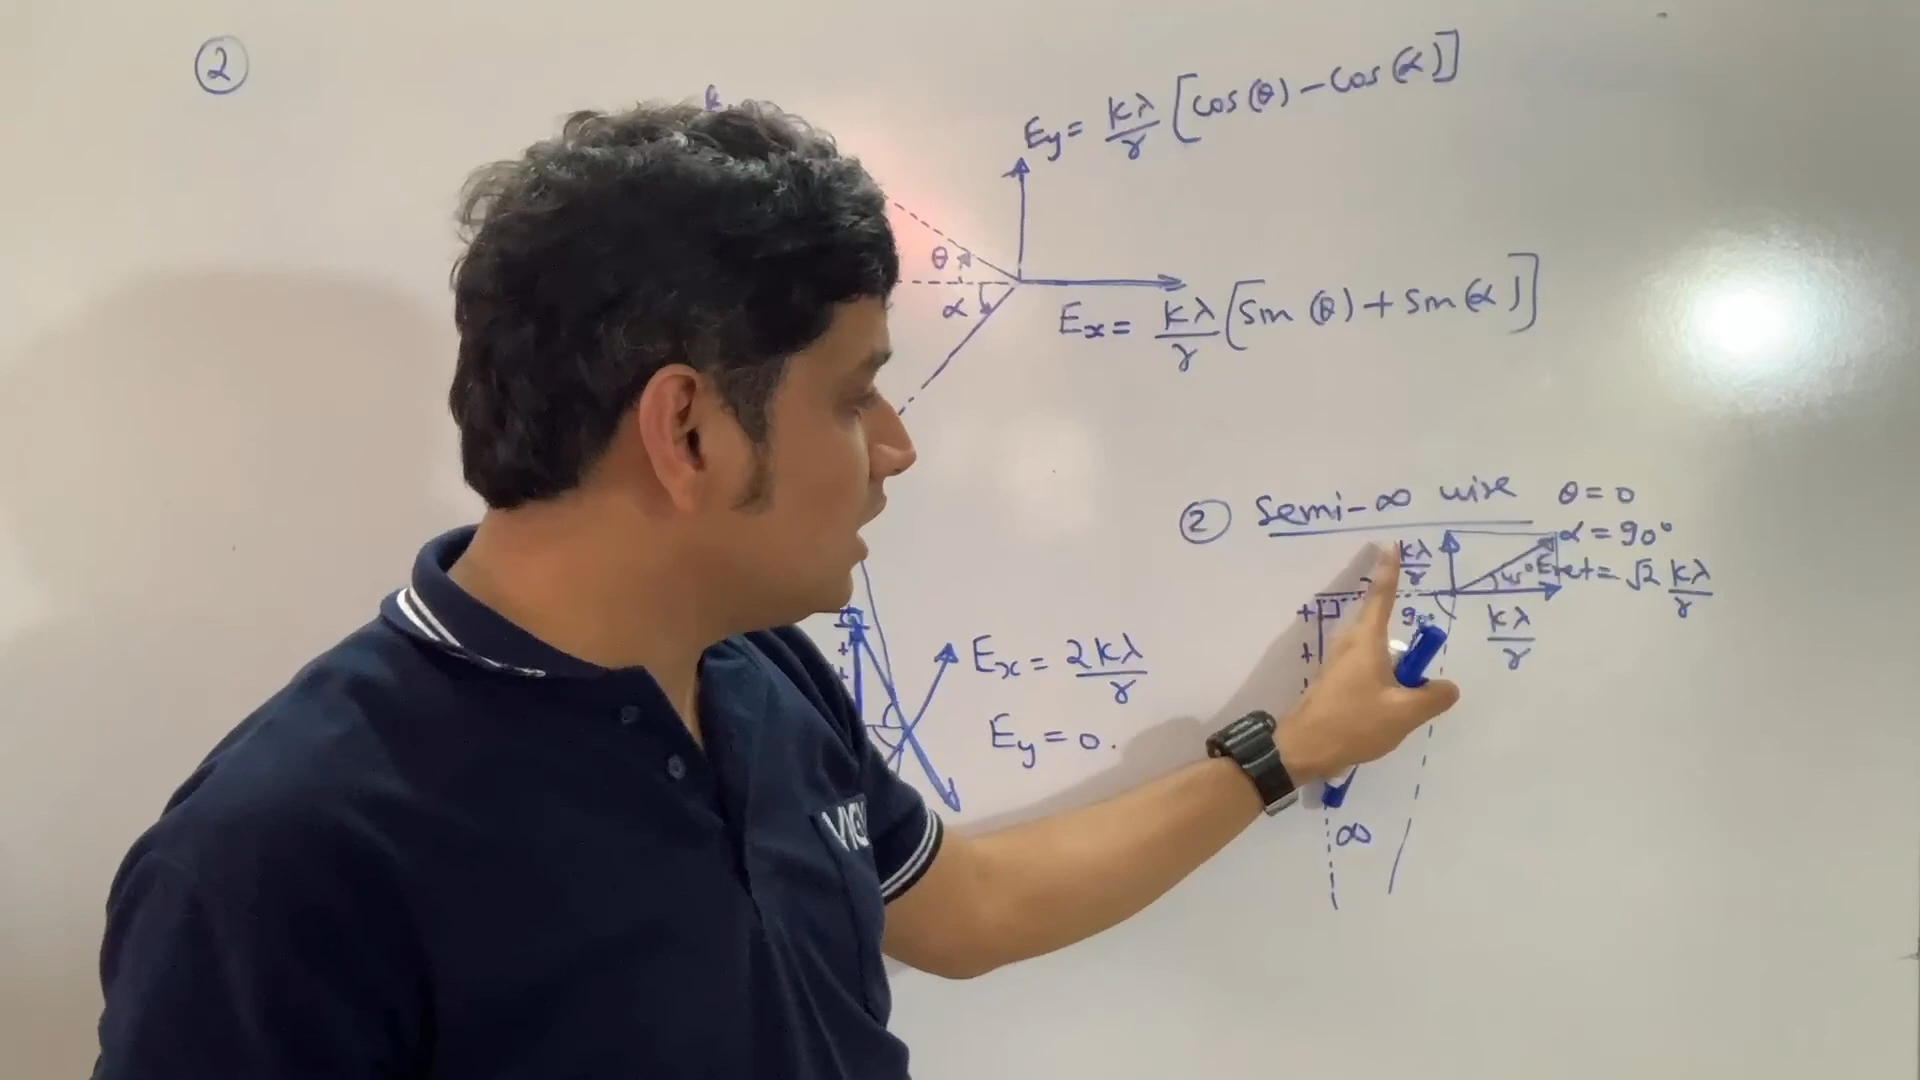 ②
Ey = kλ/r [cos(θ) - cos(α)]
θ
α
Ex = kλ/r [Sin (θ) + Sin(α)]
② Semi-∞ wire θ = 0
α = 90°
kλ/r
45° Enet = √2 kλ/r
+
90°
kλ/r
+
+
Ex = 2kλ/r
Ey = 0.
∞